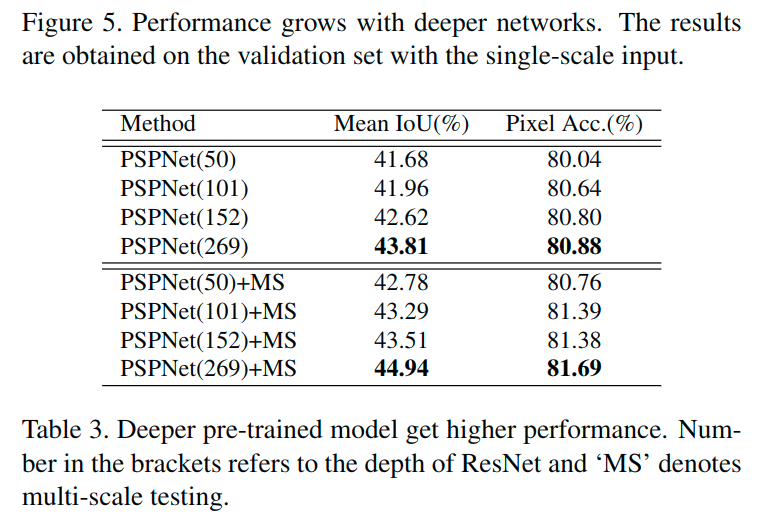 Figure 5. Performance grows with deeper networks. The results
are obtained on the validation set with the single-scale input.
Method Mean IoU(%) Pixel Acc.(%)
PSPNet(50) 41.68 80.04
PSPNet(101) 41.96 80.64
PSPNet(152) 42.62 80.80
PSPNet(269) 43.81 80.88
PSPNet(50)+MS 42.78 80.76
PSPNet(101)+MS 43.29 81.39
PSPNet(152)+MS 43.51 81.38
PSPNet(269)+MS 44.94 81.69
Table 3. Deeper pre-trained model get higher performance. Num-
ber in the brackets refers to the depth of ResNet and ‘MS’ denotes
multi-scale testing.